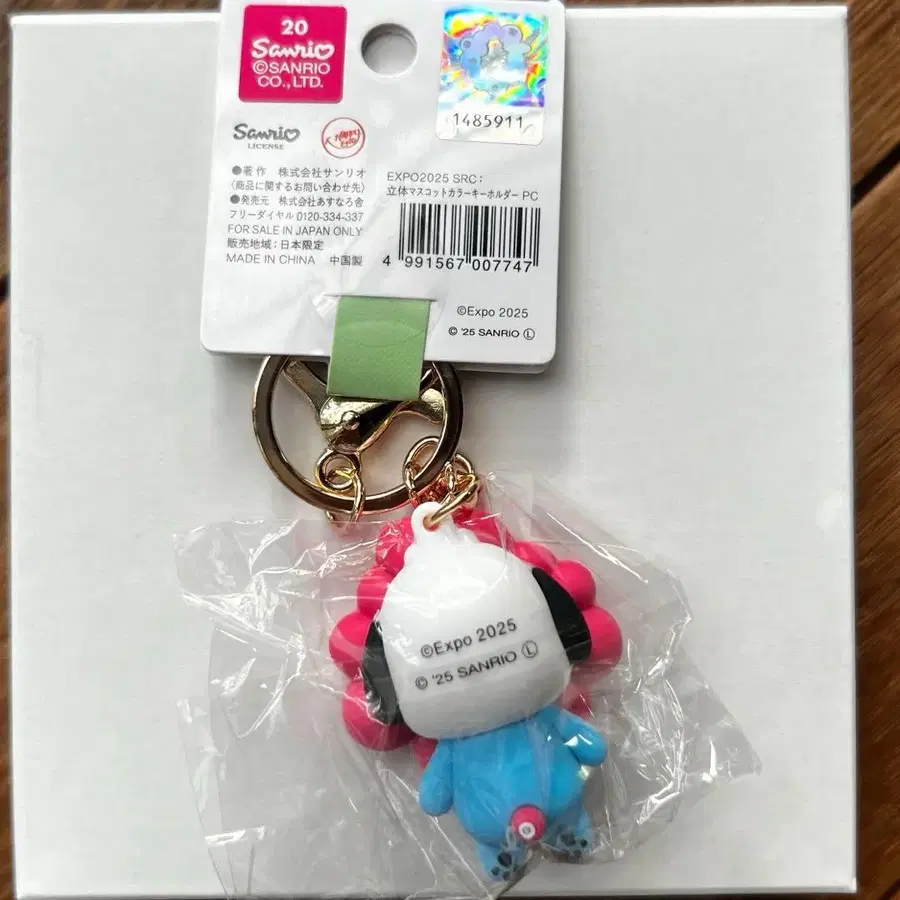 20
Sanrio
©SANRIO
CO.,LTD.
1485911
Sanrio
LICENSE
●著作 株式会社サンリオ
〈商品に関するお問い合わせ先〉
●発売元 株式会社あすなろ舎
フリーダイヤル 0120-334-337
FOR SALE IN JAPAN ONLY
販売地域：日本限定
MADE IN CHINA 中国製
EXPO2025 SRC：
立体マスコットカラーキーホルダー PC
4 991567 007747
©Expo 2025
© '25 SANRIO Ⓛ
©Expo 2025
© '25 SANRIO Ⓛ